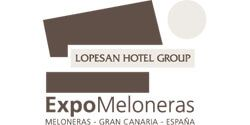 LOPESAN HOTEL GROUP
ExpoMeloneras
MELONERAS - GRAN CANARIA - ESPAÑA